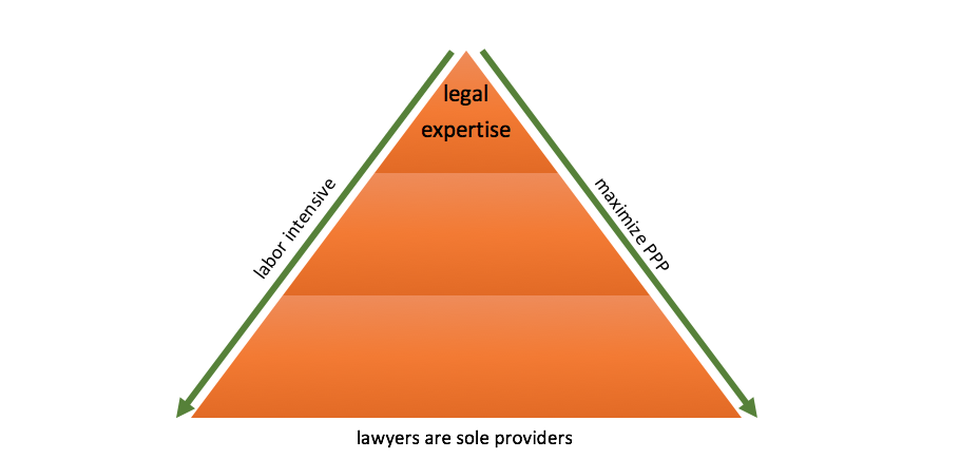 legal
expertise
labor intensive
maximize PPP
lawyers are sole providers